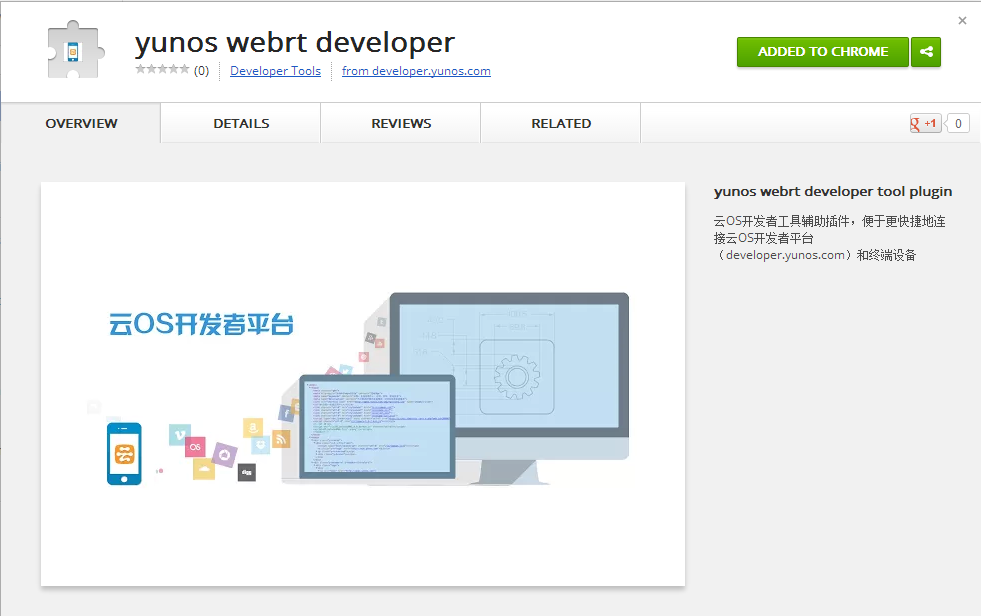 yunos webrt developer
(0)
Developer Tools
from developer.yunos.com
ADDED TO CHROME
OVERVIEW
DETAILS
REVIEWS
RELATED
+1
0
云OS开发者平台
OS
yunos webrt developer tool plugin
云OS开发者工具辅助插件，便于更快捷地连
接云OS开发者平台
（developer.yunos.com）和终端设备